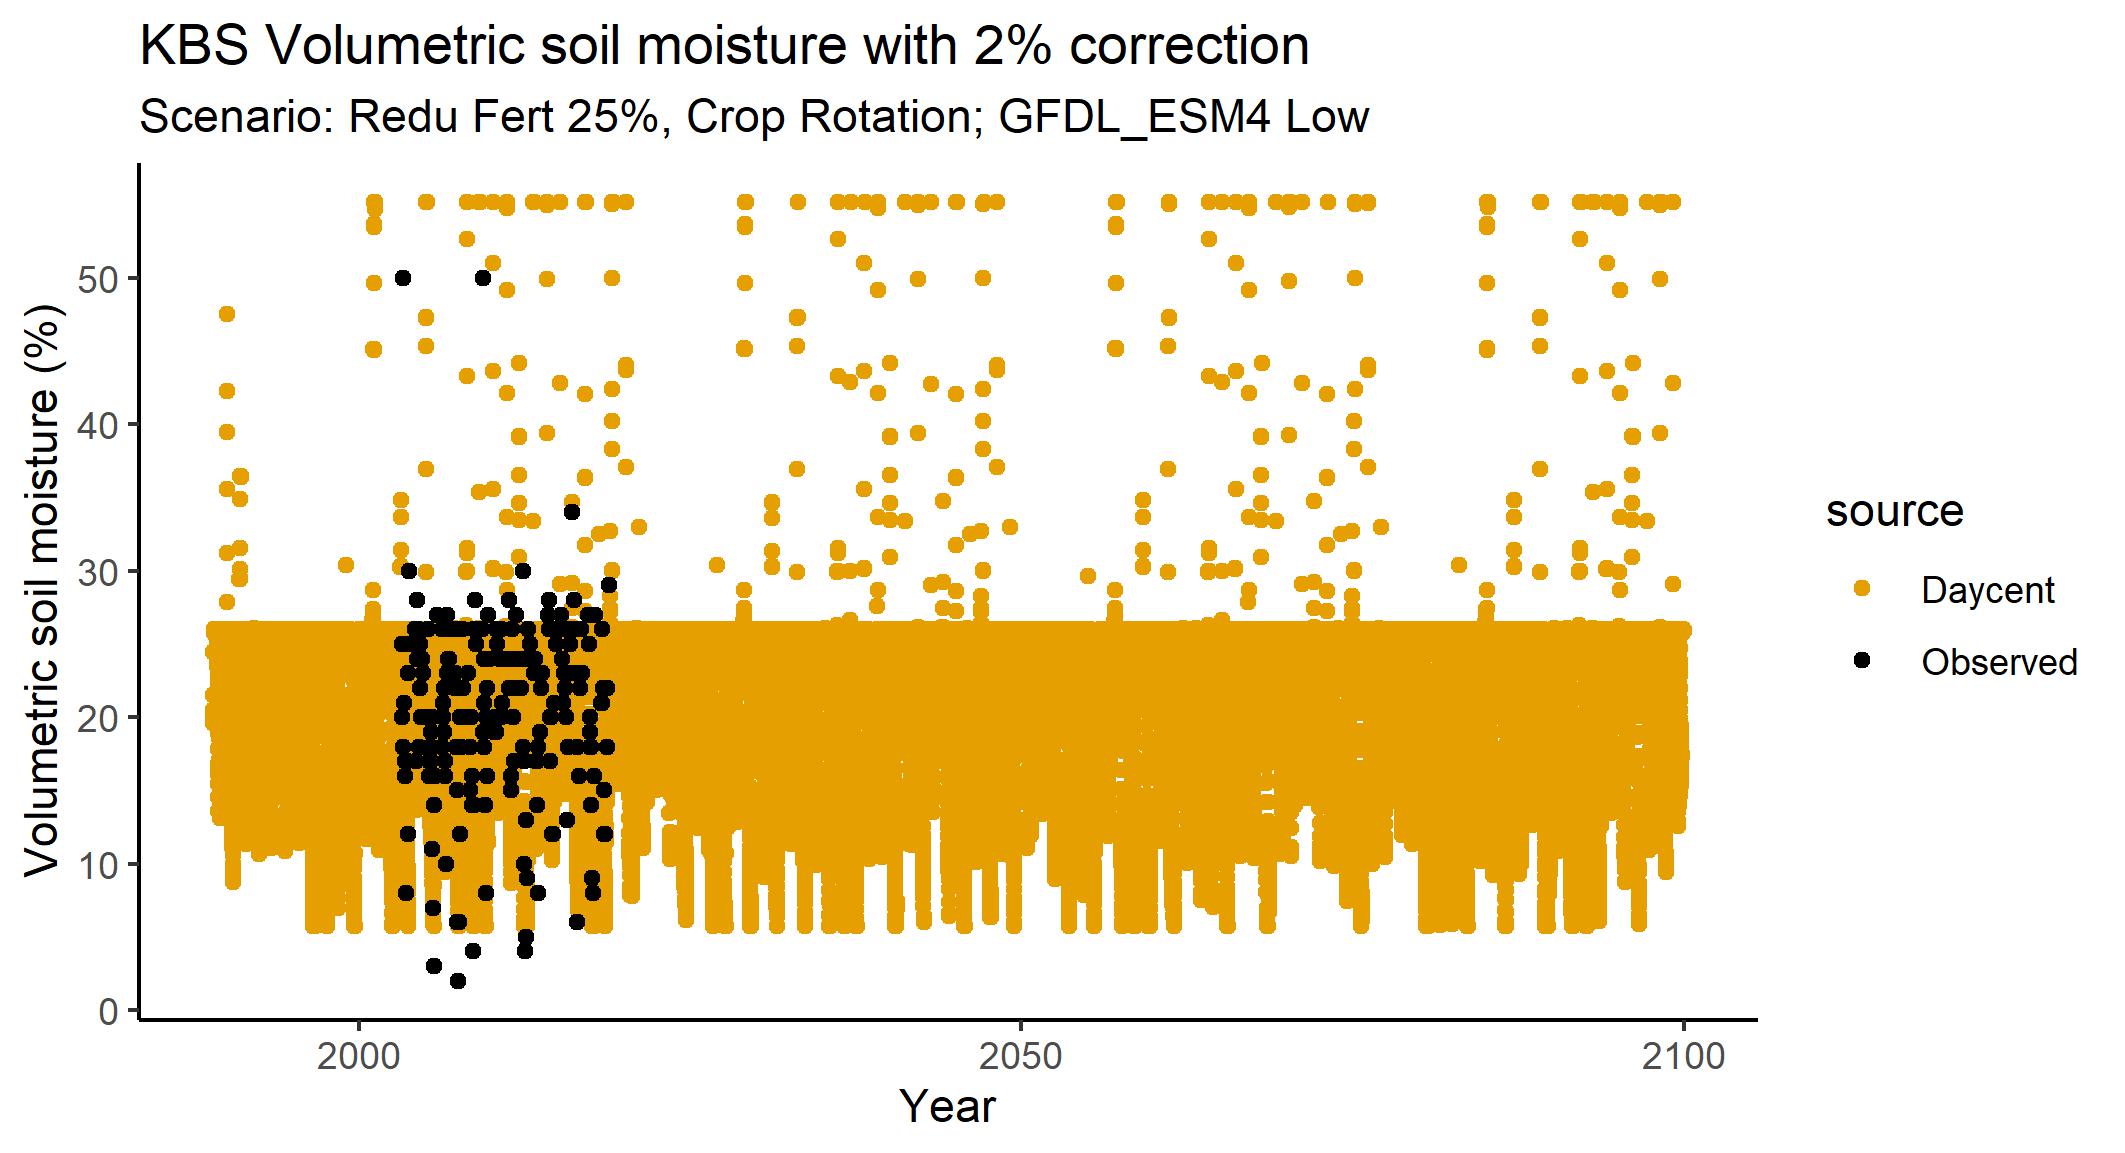 KBS Volumetric soil moisture with 2% correction
Scenario: Redu Fert 25%, Crop Rotation; GFDL_ESM4 Low
Volumetric soil moisture (%)
50
40
30
20
10
0
2000
2050
2100
Year
source
Daycent
Observed